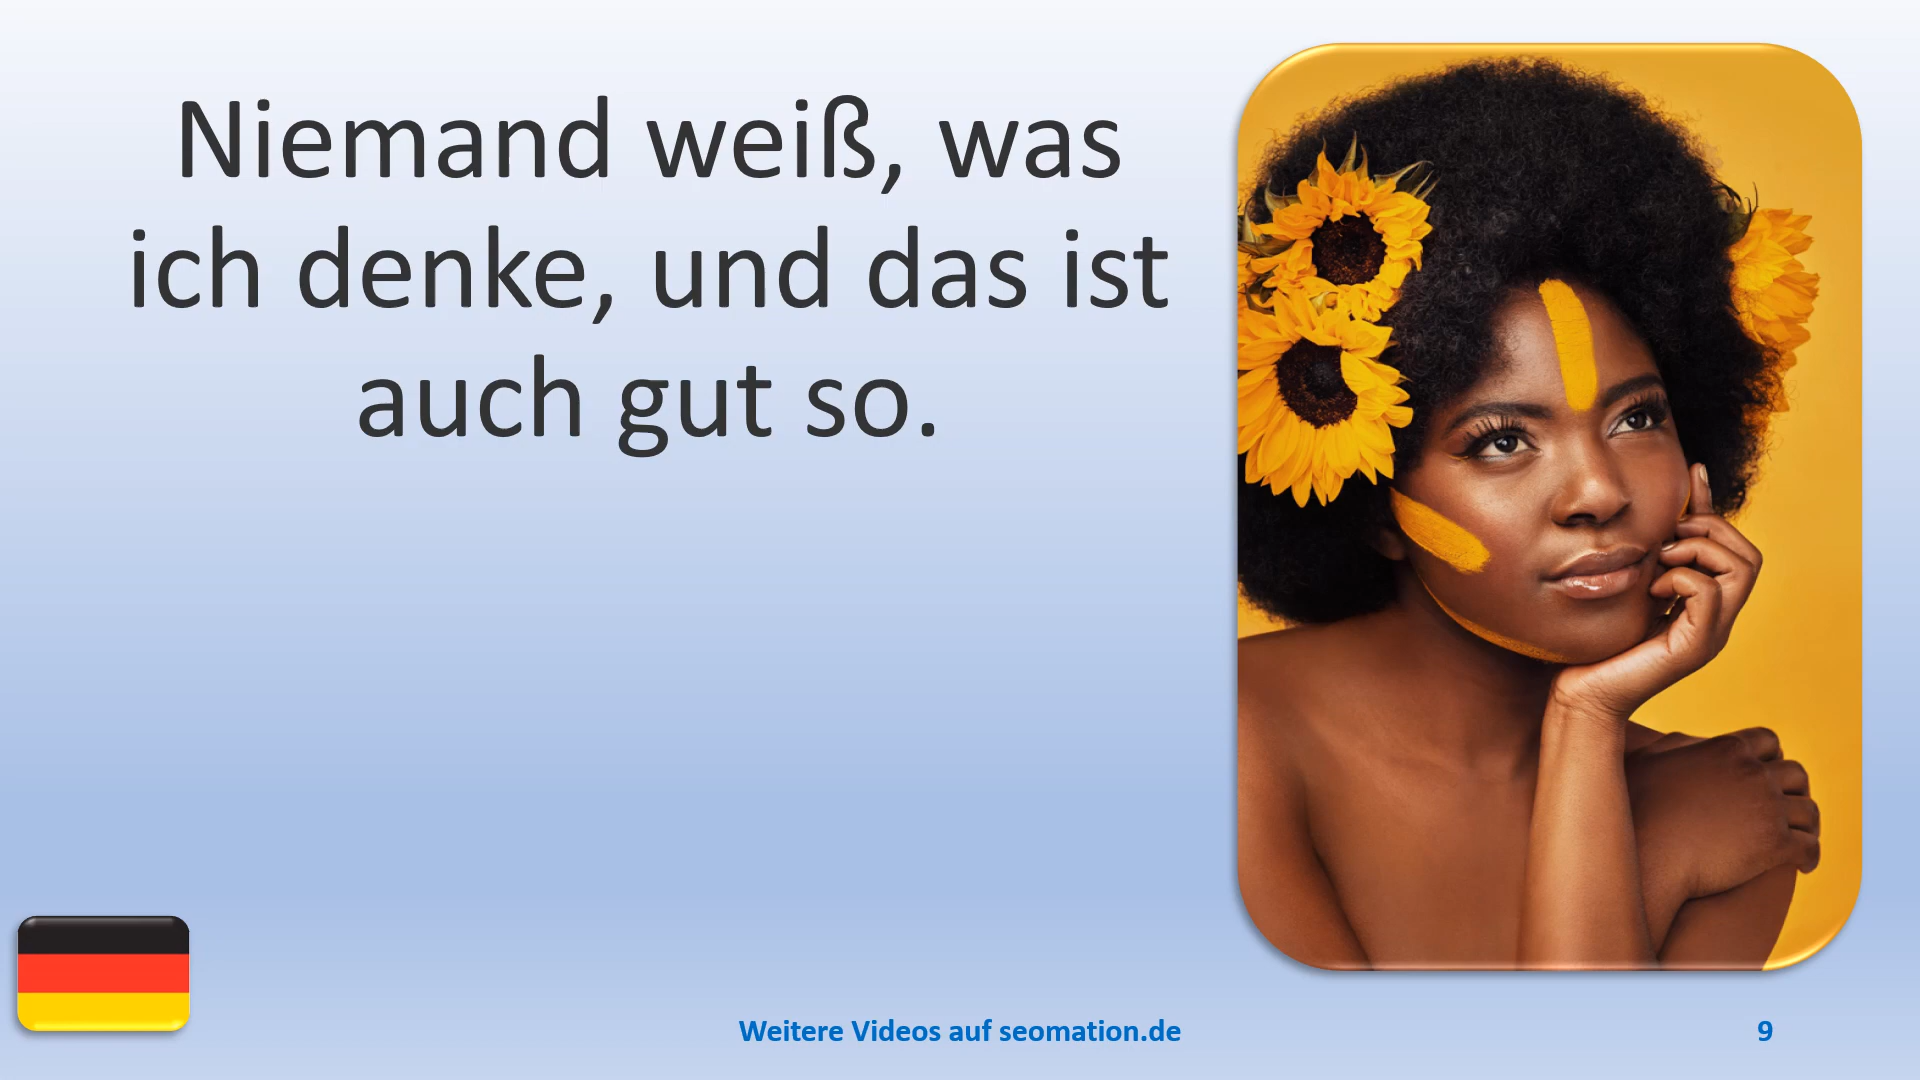 Niemand weiß, was
ich denke, und das ist
auch gut so.
Weitere Videos auf seomation.de
9